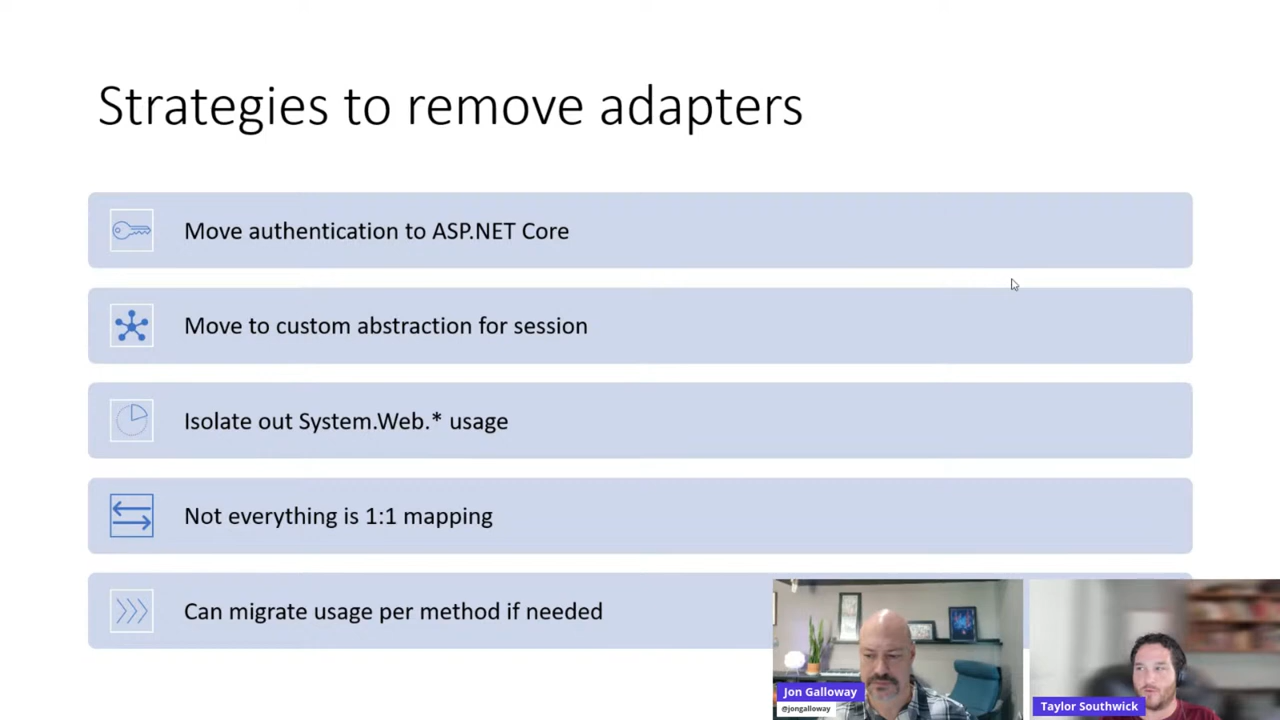 Strategies to remove adapters
Move authentication to ASP.NET Core
Move to custom abstraction for session
Isolate out System.Web.* usage
Not everything is 1:1 mapping
Can migrate usage per method if needed
Jon Galloway
@jongalloway
Taylor Southwick